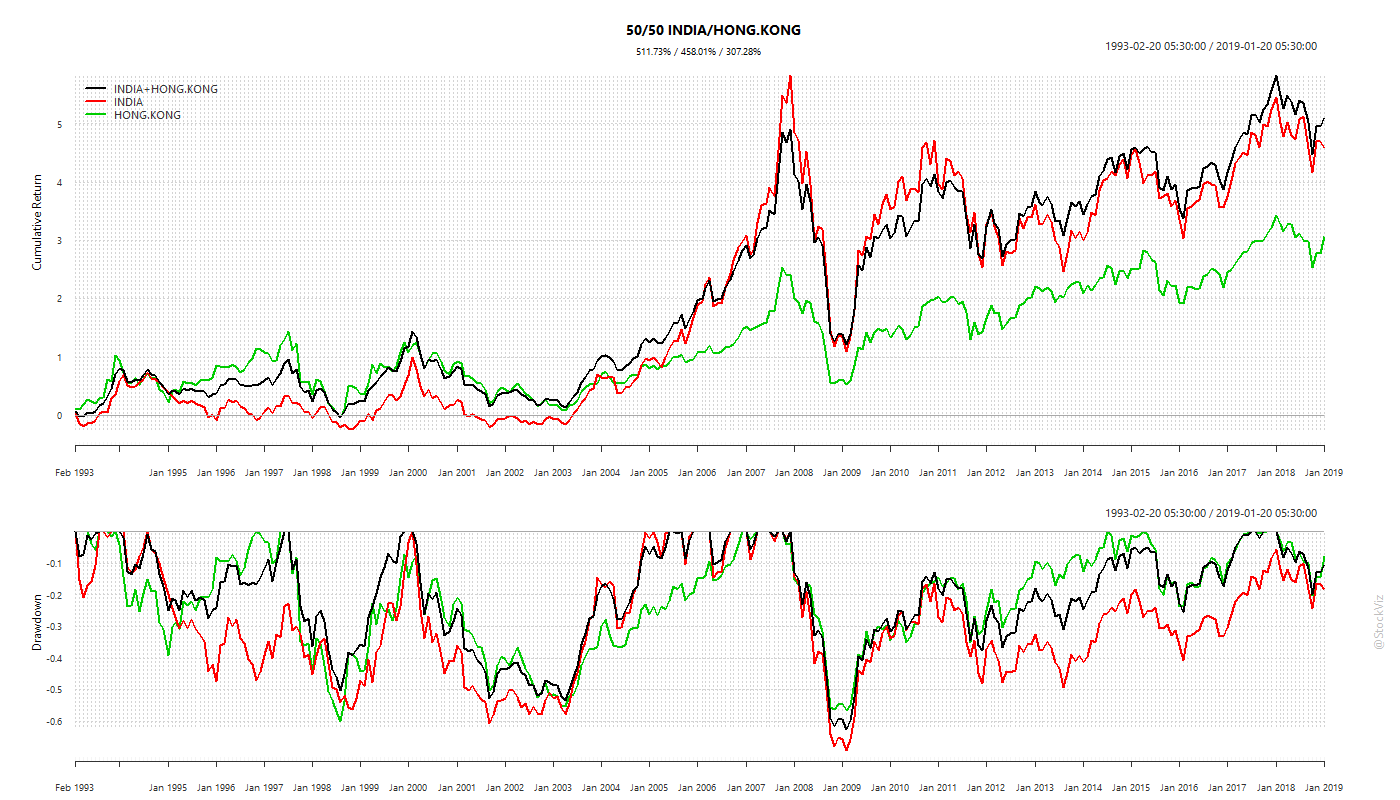 50/50 INDIA/HONG.KONG
511.73% / 458.01% / 307.28%
1993-02-20 05:30:00 / 2019-01-20 05:30:00
INDIA+HONG.KONG
INDIA
HONG.KONG
Cumulative Return
5
4
3
2
1
0
Feb 1993 Jan 1995 Jan 1996 Jan 1997 Jan 1998 Jan 1999 Jan 2000 Jan 2001 Jan 2002 Jan 2003 Jan 2004 Jan 2005 Jan 2006 Jan 2007 Jan 2008 Jan 2009 Jan 2010 Jan 2011 Jan 2012 Jan 2013 Jan 2014 Jan 2015 Jan 2016 Jan 2017 Jan 2018 Jan 2019
1993-02-20 05:30:00 / 2019-01-20 05:30:00
Drawdown
-0.1
-0.2
-0.3
-0.4
-0.5
-0.6
@StockViz
Feb 1993 Jan 1995 Jan 1996 Jan 1997 Jan 1998 Jan 1999 Jan 2000 Jan 2001 Jan 2002 Jan 2003 Jan 2004 Jan 2005 Jan 2006 Jan 2007 Jan 2008 Jan 2009 Jan 2010 Jan 2011 Jan 2012 Jan 2013 Jan 2014 Jan 2015 Jan 2016 Jan 2017 Jan 2018 Jan 2019